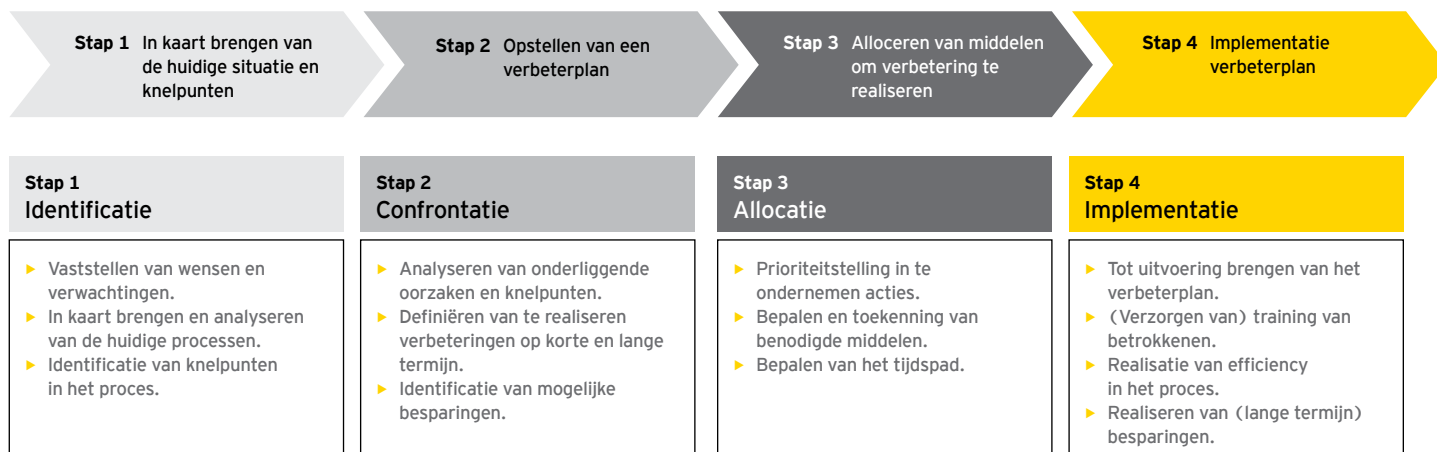 Stap 1 In kaart brengen van
de huidige situatie en
knelpunten
Stap 2 Opstellen van een
verbeterplan
Stap 3 Alloceren van middelen
om verbetering te
realiseren
Stap 4 Implementatie
verbeterplan
Stap 1
Identificatie
▶ Vaststellen van wensen en
verwachtingen.
▶ In kaart brengen en analyseren
van de huidige processen.
▶ Identificatie van knelpunten
in het proces.
Stap 2
Confrontatie
▶ Analyseren van onderliggende
oorzaken en knelpunten.
▶ Definiëren van te realiseren
verbeteringen op korte en lange
termijn.
▶ Identificatie van mogelijke
besparingen.
Stap 3
Allocatie
▶ Prioriteitstelling in te
ondernemen acties.
▶ Bepalen en toekenning van
benodigde middelen.
▶ Bepalen van het tijdspad.
Stap 4
Implementatie
▶ Tot uitvoering brengen van het
verbeterplan.
▶ (Verzorgen van) training van
betrokkenen.
▶ Realisatie van efficiency
in het proces.
▶ Realiseren van (lange termijn)
besparingen.